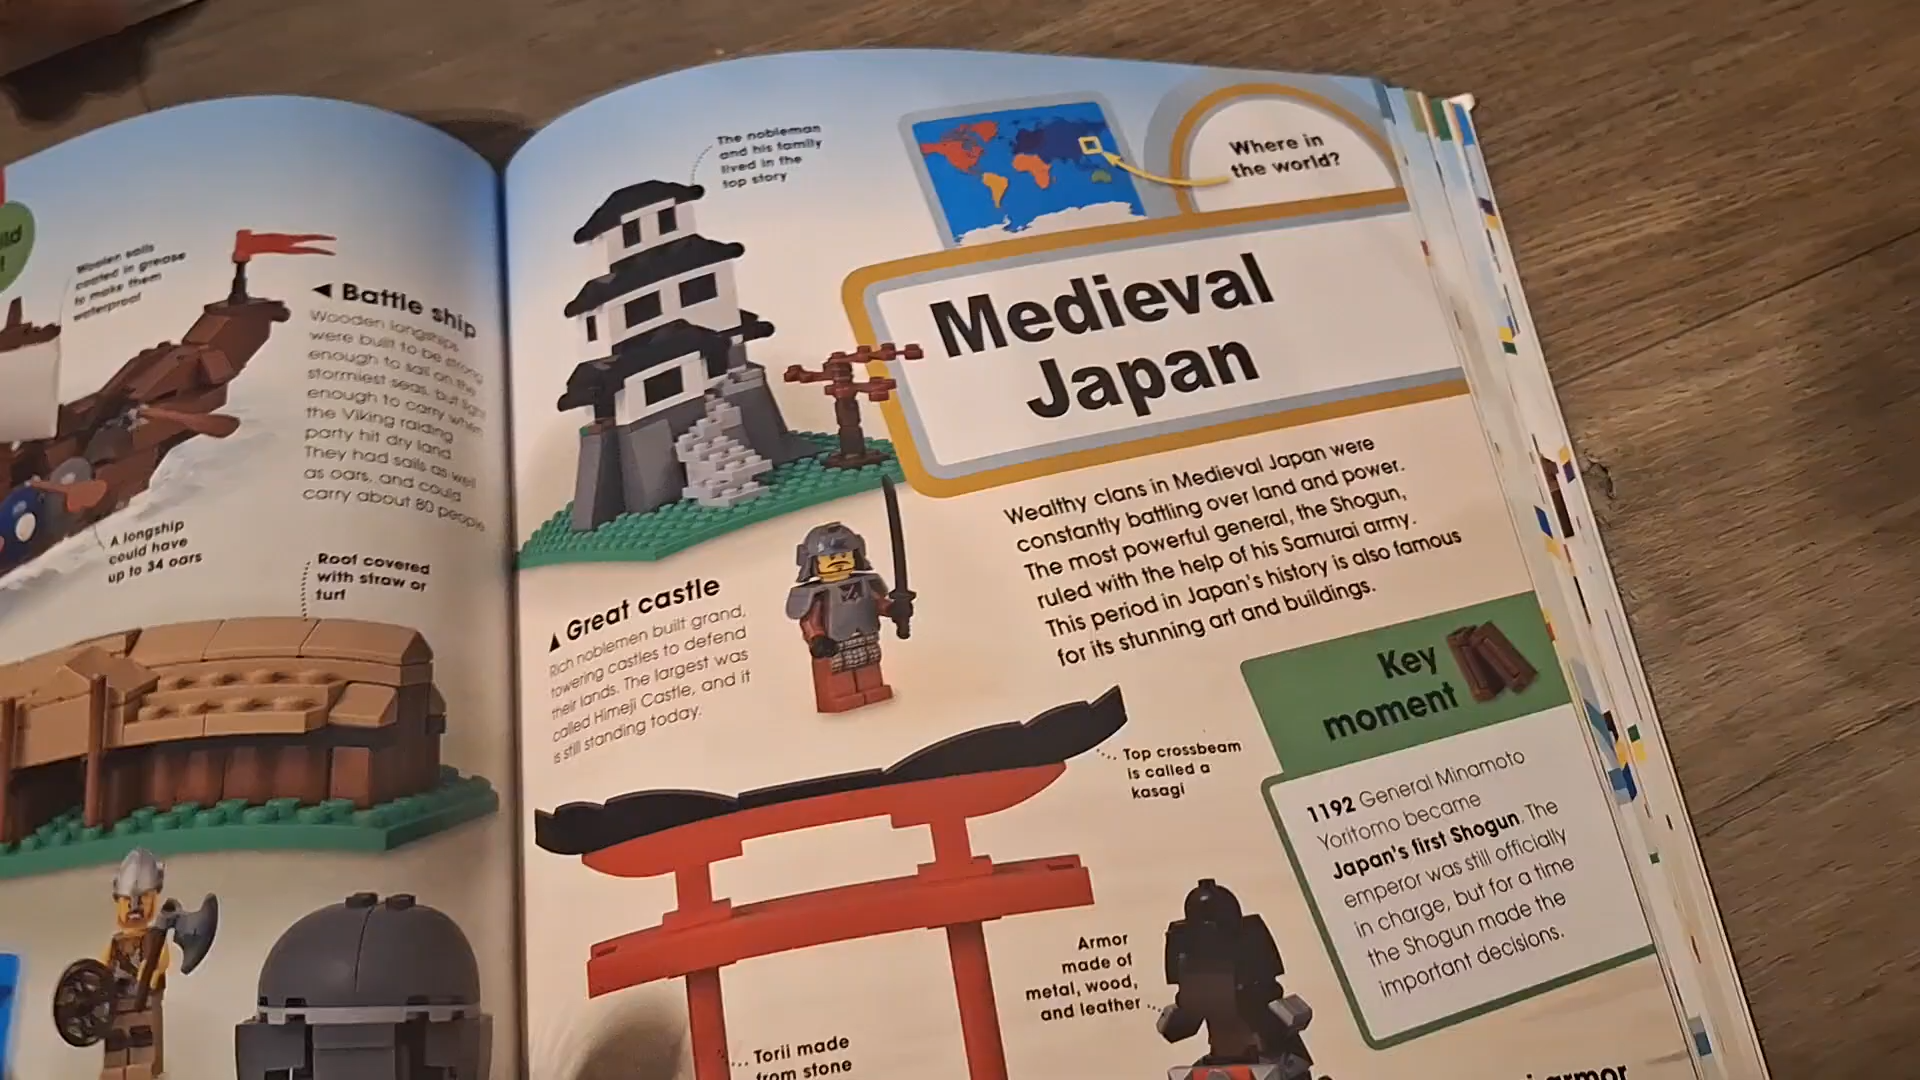 Woolen sails
coated in grease
to make them
waterproof
Battle ship
Wooden longships
were built to be strong
enough to sail on the
stormiest seas, but light
enough to carry when
the Viking raiding
party hit dry land.
They had sails as well
as oars, and could
carry about 80 people
A longship
could have
up to 34 oars
Roof covered
with straw or
turf
The nobleman
and his family
lived in the
top story
Where in
the world?
Medieval
Japan
Wealthy clans in Medieval Japan were
constantly battling over land and power.
The most powerful general, the Shogun,
ruled with the help of his Samurai army.
This period in Japan's history is also famous
for its stunning art and buildings.
Great castle
Rich noblemen built grand,
towering castles to defend
their lands. The largest was
called Himeji Castle, and it
is still standing today.
Top crossbeam
is called a
kasagi
Key
moment
1192 General Minamoto
Yoritomo became
Japan's first Shogun. The
emperor was still officially
in charge, but for a time
the Shogun made the
important decisions.
Armor
made of
metal, wood,
and leather
Torii made
from stone
armor